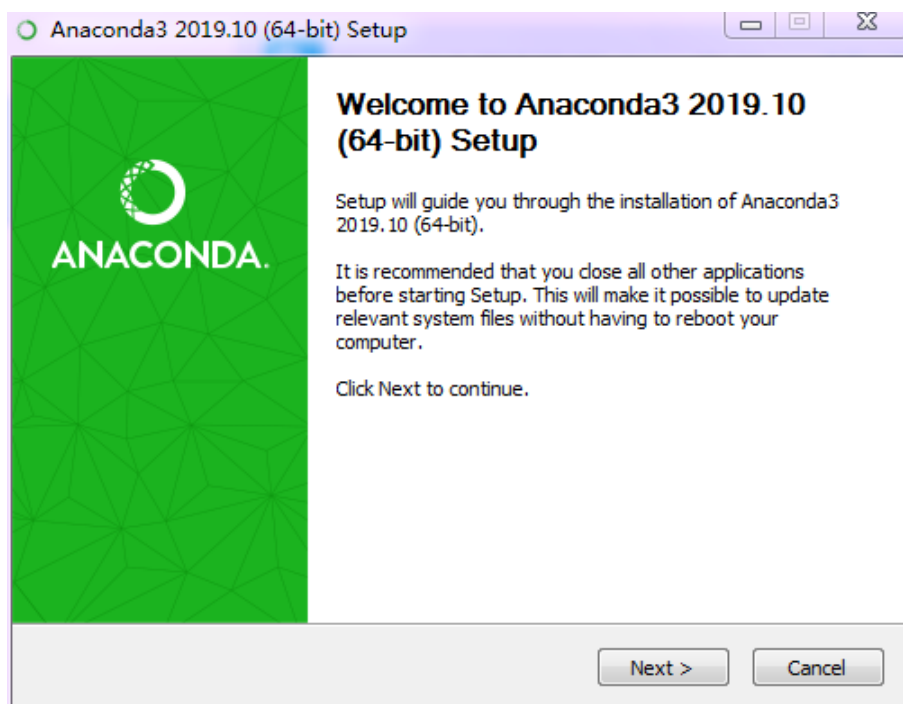 Anaconda3 2019.10 (64-bit) Setup
ANACONDA.
Welcome to Anaconda3 2019.10
(64-bit) Setup
Setup will guide you through the installation of Anaconda3
2019.10 (64-bit).
It is recommended that you close all other applications
before starting Setup. This will make it possible to update
relevant system files without having to reboot your
computer.
Click Next to continue.
Next >
Cancel